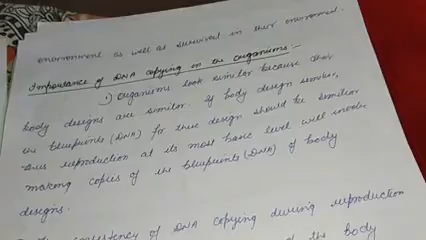 environment as well as survival in their environment.
Importance of DNA copying in the organisms :-
1) Organisms look similar because their
body designs are similar. If body design similar,
the blueprints (DNA) for these design should be similar
thus reproduction at its most basic level will involve
making copies of the blueprints (DNA) of body
designs.
consistency of DNA copying during reproduction
of the body